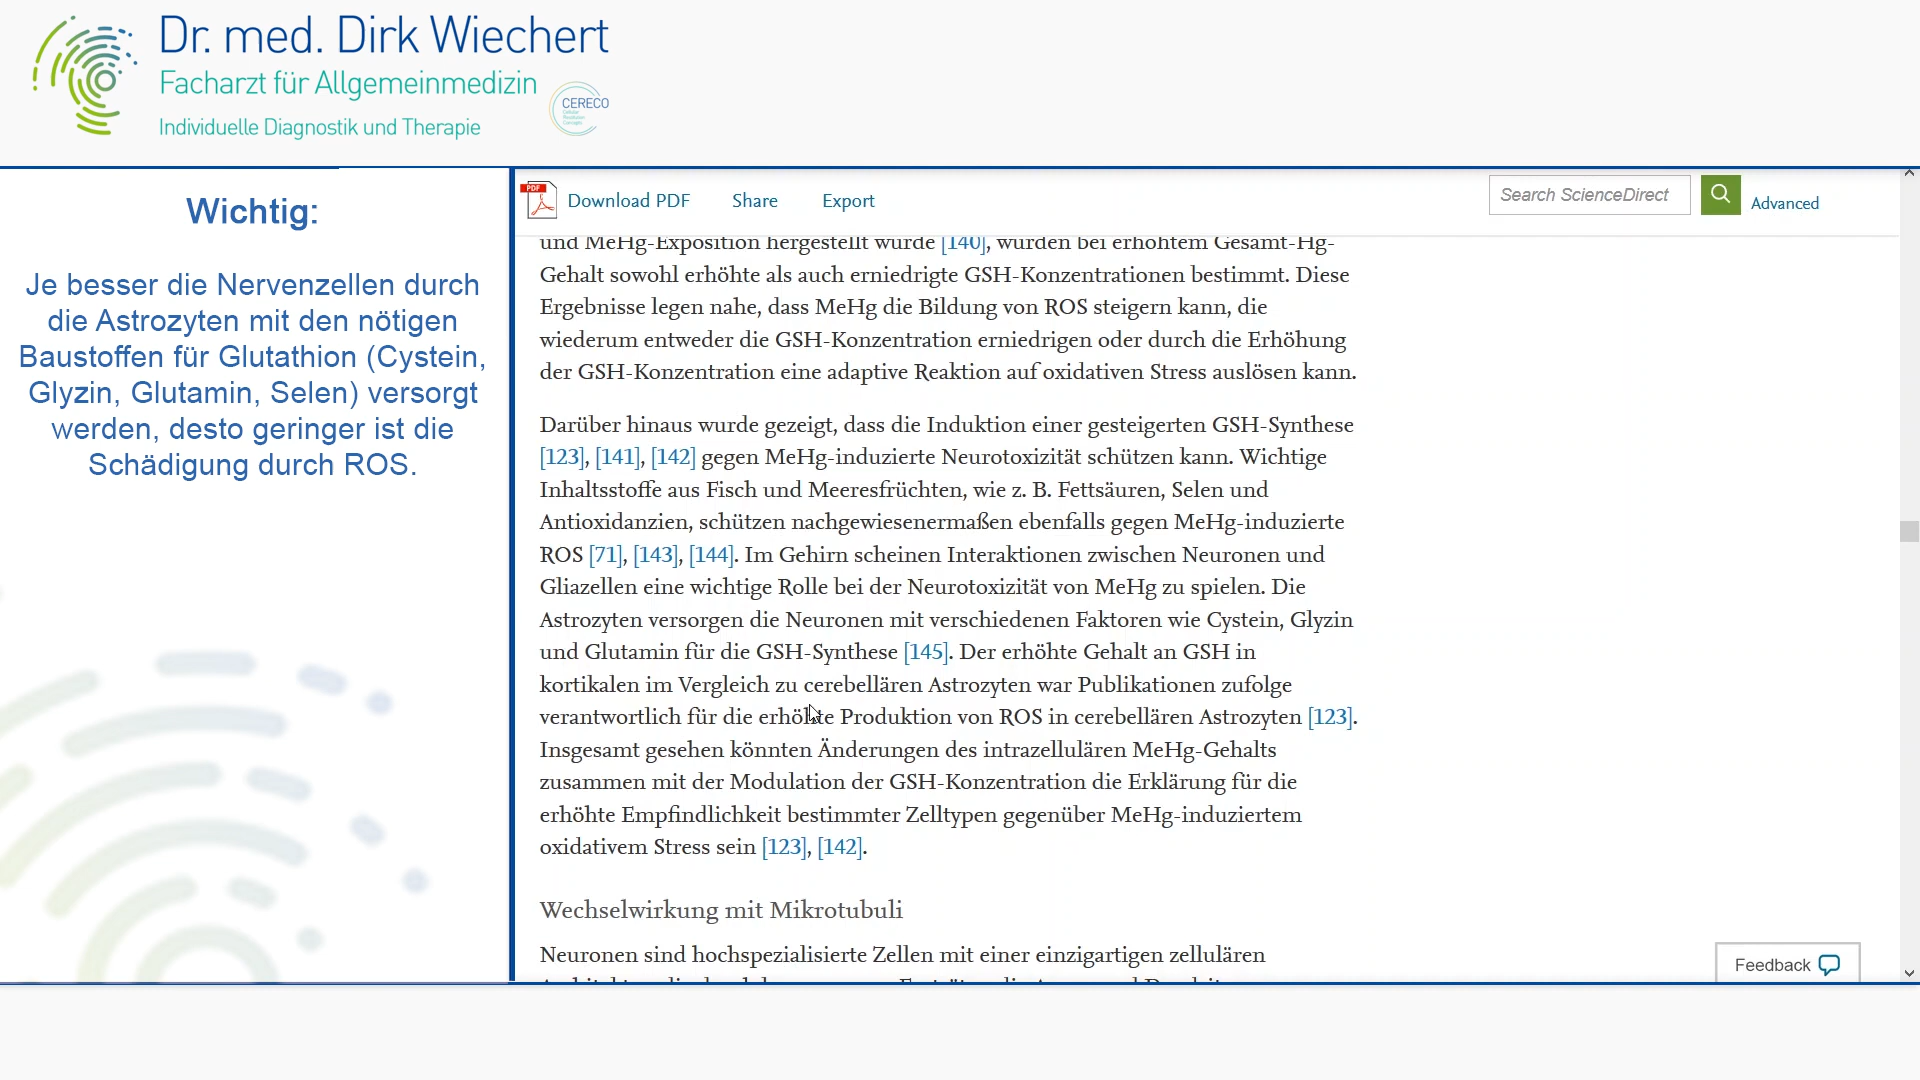 Dr. med. Dirk Wiechert
Facharzt für Allgemeinmedizin
Individuelle Diagnostik und Therapie
CERECO
Wichtig:
Je besser die Nervenzellen durch
die Astrozyten mit den nötigen
Baustoffen für Glutathion (Cystein,
Glyzin, Glutamin, Selen) versorgt
werden, desto geringer ist die
Schädigung durch ROS.
PDF
Download PDF Share Export
Search ScienceDirect
Advanced
und MeHg-Exposition hergestellt wurde [140], wurden bei erhöhtem Gesamt-Hg-
Gehalt sowohl erhöhte als auch erniedrigte GSH-Konzentrationen bestimmt. Diese
Ergebnisse legen nahe, dass MeHg die Bildung von ROS steigern kann, die
wiederum entweder die GSH-Konzentration erniedrigen oder durch die Erhöhung
der GSH-Konzentration eine adaptive Reaktion auf oxidativen Stress auslösen kann.
Darüber hinaus wurde gezeigt, dass die Induktion einer gesteigerten GSH-Synthese
[123], [141], [142] gegen MeHg-induzierte Neurotoxizität schützen kann. Wichtige
Inhaltsstoffe aus Fisch und Meeresfrüchten, wie z. B. Fettsäuren, Selen und
Antioxidanzien, schützen nachgewiesenermaßen ebenfalls gegen MeHg-induzierte
ROS [71], [143], [144]. Im Gehirn scheinen Interaktionen zwischen Neuronen und
Gliazellen eine wichtige Rolle bei der Neurotoxizität von MeHg zu spielen. Die
Astrozyten versorgen die Neuronen mit verschiedenen Faktoren wie Cystein, Glyzin
und Glutamin für die GSH-Synthese [145]. Der erhöhte Gehalt an GSH in
kortikalen im Vergleich zu cerebellären Astrozyten war Publikationen zufolge
verantwortlich für die erhöhte Produktion von ROS in cerebellären Astrozyten [123].
Insgesamt gesehen könnten Änderungen des intrazellulären MeHg-Gehalts
zusammen mit der Modulation der GSH-Konzentration die Erklärung für die
erhöhte Empfindlichkeit bestimmter Zelltypen gegenüber MeHg-induziertem
oxidativem Stress sein [123], [142].
Wechselwirkung mit Mikrotubuli
Neuronen sind hochspezialisierte Zellen mit einer einzigartigen zellulären
Feedback